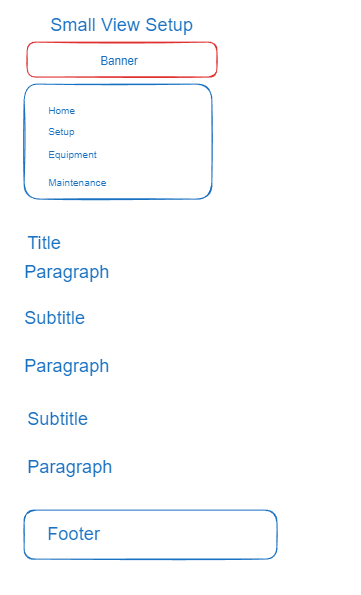 Small View Setup
Banner
Home
Setup
Equipment
Maintenance
Title
Paragraph
Subtitle
Paragraph
Subtitle
Paragraph
Footer